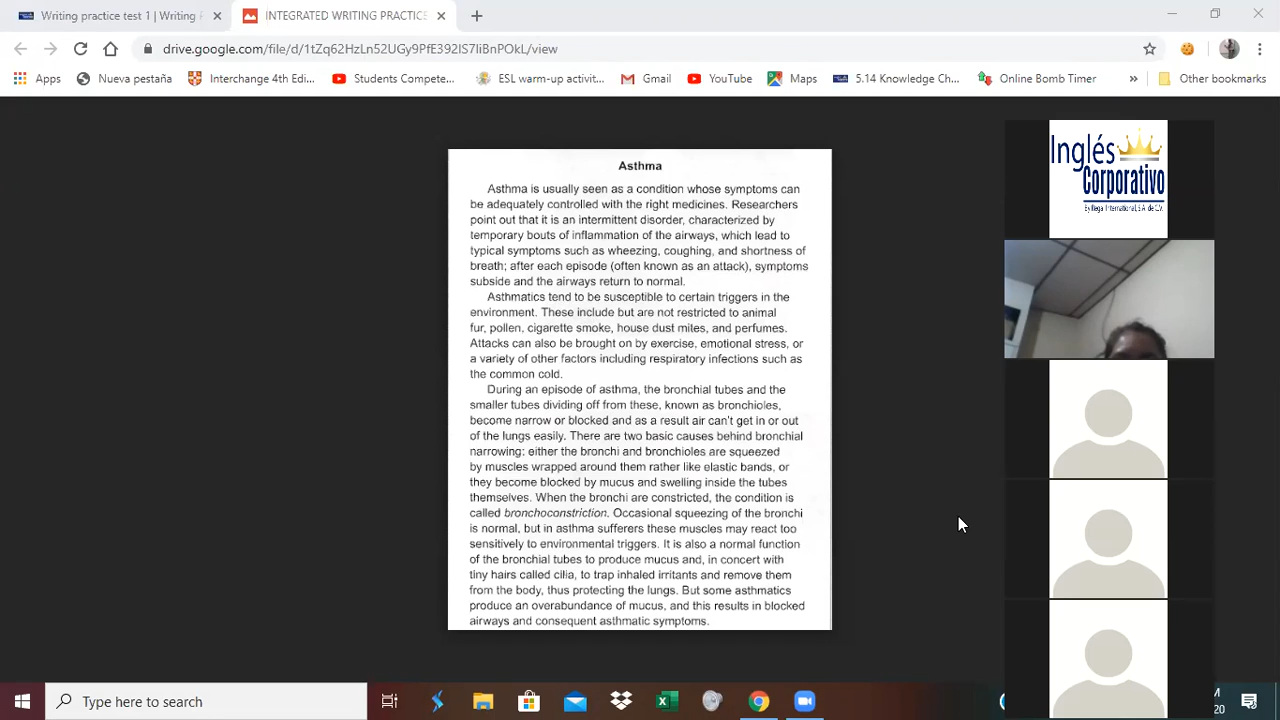 Writing practice test 1 | Writing
INTEGRATED WRITING PRACTICE
drive.google.com/file/d/1tZq62HzLn52UGy9PfE392IS7IiBnPOkL/view
Apps
Nueva pestaña
Interchange 4th Edi...
Students Compete...
ESL warm-up activit...
Gmail
YouTube
Maps
5.14 Knowledge Ch...
Online Bomb Timer
»
Other bookmarks
Asthma
Asthma is usually seen as a condition whose symptoms can
be adequately controlled with the right medicines. Researchers
point out that it is an intermittent disorder, characterized by
temporary bouts of inflammation of the airways, which lead to
typical symptoms such as wheezing, coughing, and shortness of
breath; after each episode (often known as an attack), symptoms
subside and the airways return to normal.
Asthmatics tend to be susceptible to certain triggers in the
environment. These include but are not restricted to animal
fur, pollen, cigarette smoke, house dust mites, and perfumes.
Attacks can also be brought on by exercise, emotional stress, or
a variety of other factors including respiratory infections such as
the common cold.
During an episode of asthma, the bronchial tubes and the
smaller tubes dividing off from these, known as bronchioles,
become narrow or blocked and as a result air can't get in or out
of the lungs easily. There are two basic causes behind bronchial
narrowing: either the bronchi and bronchioles are squeezed
by muscles wrapped around them rather like elastic bands, or
they become blocked by mucus and swelling inside the tubes
themselves. When the bronchi are constricted, the condition is
called bronchoconstriction. Occasional squeezing of the bronchi
is normal, but in asthma sufferers these muscles may react too
sensitively to environmental triggers. It is also a normal function
of the bronchial tubes to produce mucus and, in concert with
tiny hairs called cilia, to trap inhaled irritants and remove them
from the body, thus protecting the lungs. But some asthmatics
produce an overabundance of mucus, and this results in blocked
airways and consequent asthmatic symptoms.
Inglés
Corporativo
International, S.A. de C.V.
Type here to search
M
20